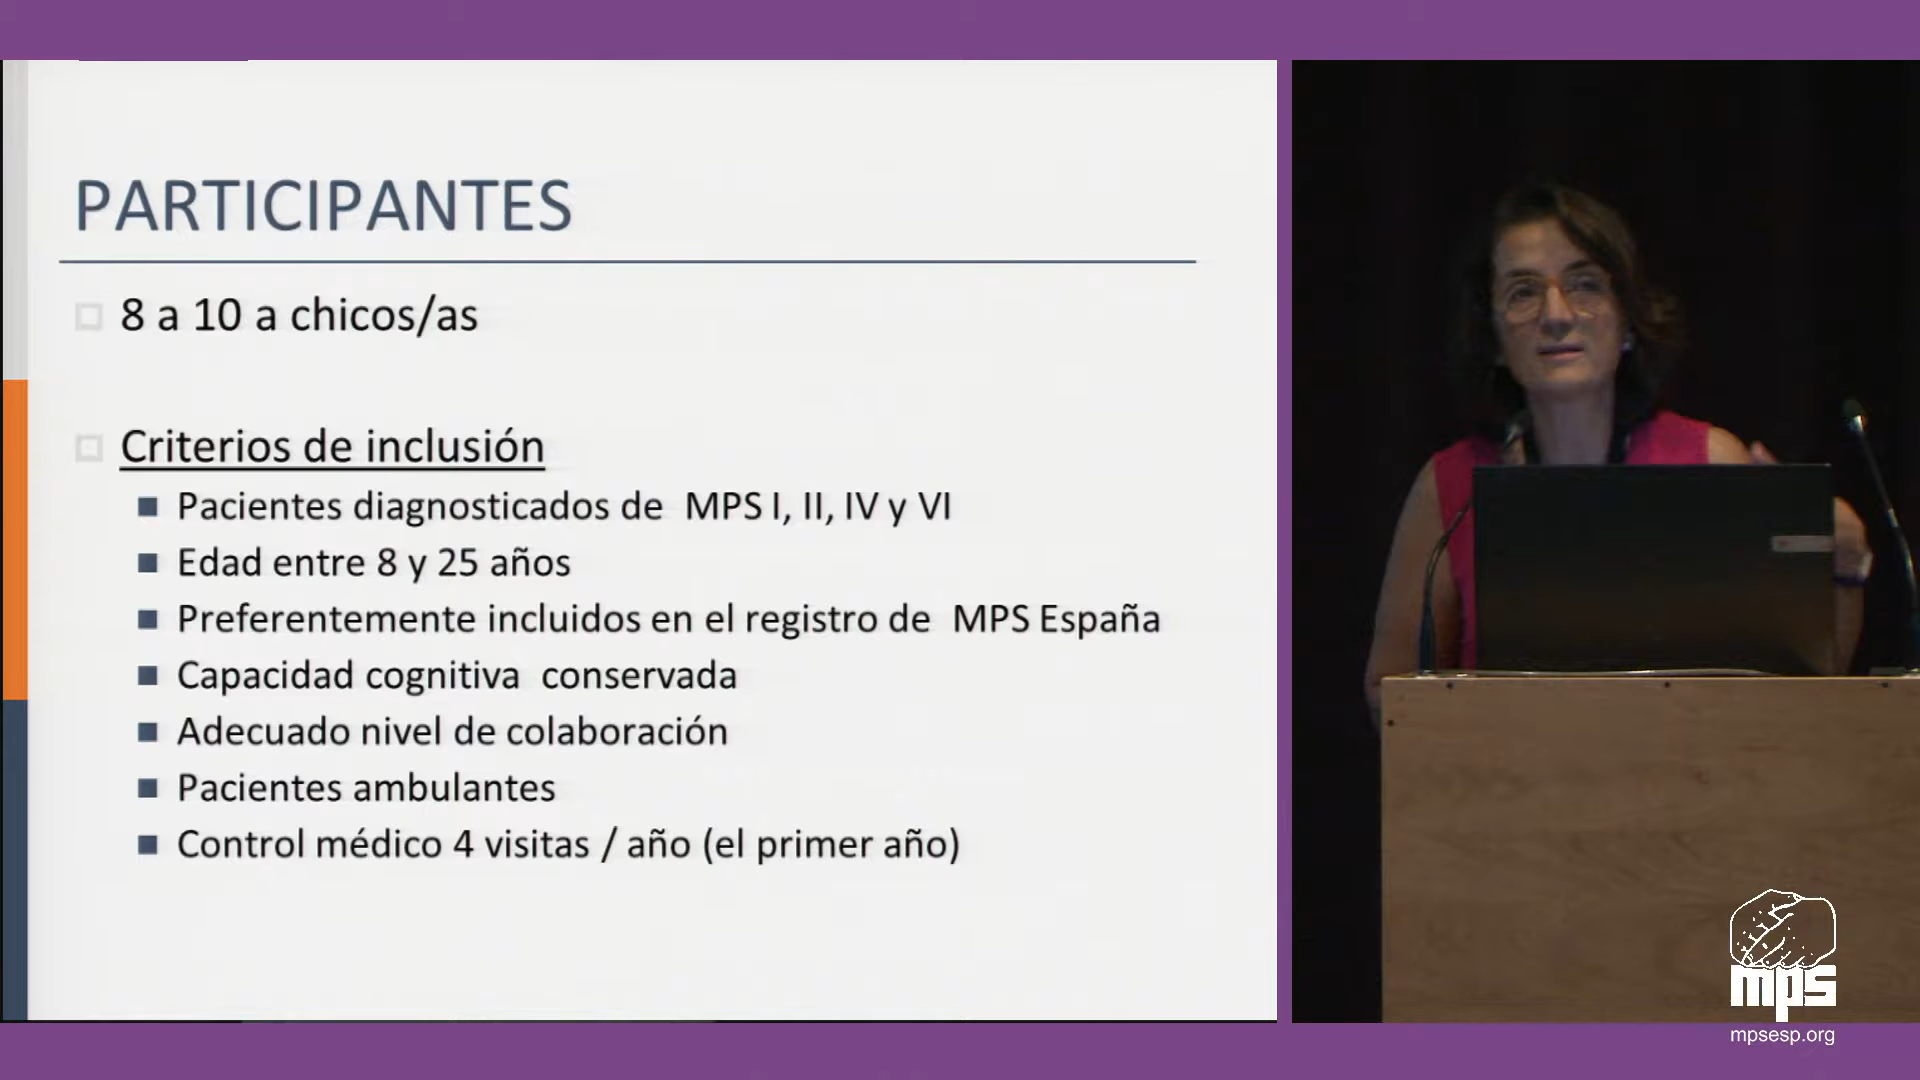 PARTICIPANTES
8 a 10 a chicos/as
Criterios de inclusión
Pacientes diagnosticados de MPS I, II, IV y VI
Edad entre 8 y 25 años
Preferentemente incluidos en el registro de MPS España
Capacidad cognitiva conservada
Adecuado nivel de colaboración
Pacientes ambulantes
Control médico 4 visitas / año (el primer año)
mps
mpsesp.org